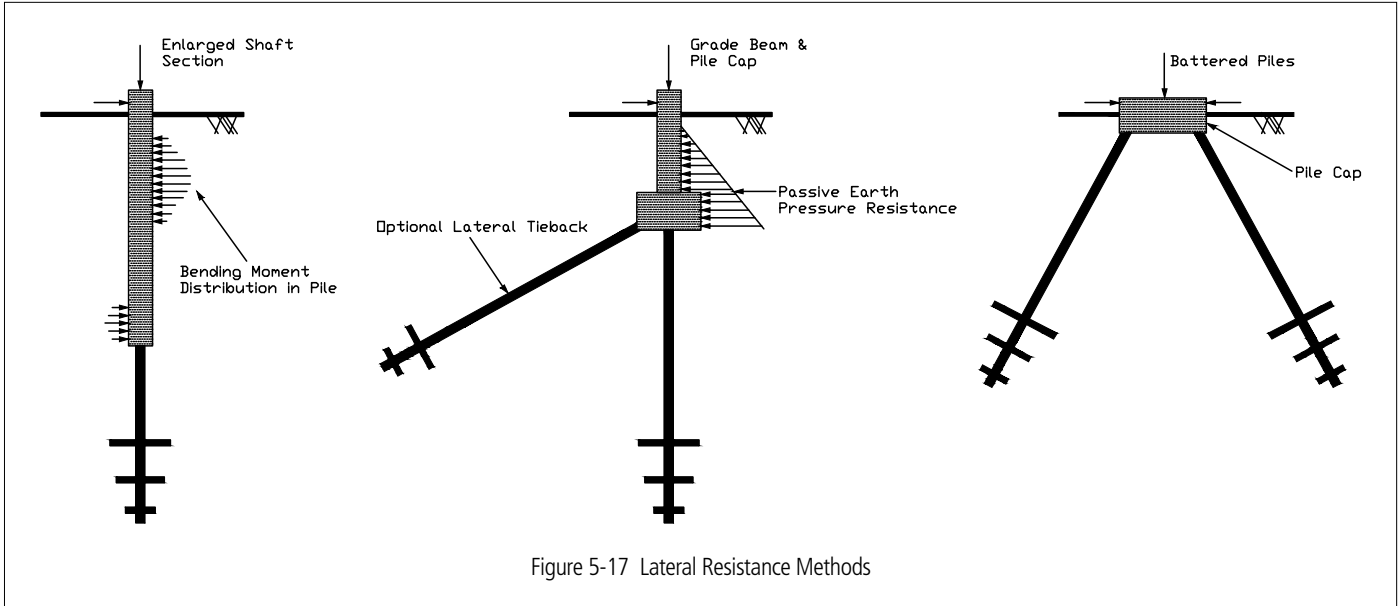 Enlarged Shaft
Section
Bending Moment
Distribution in Pile
Grade Beam &
Pile Cap
Passive Earth
Pressure Resistance
Optional Lateral Tieback
Battered Piles
Pile Cap
Figure 5-17 Lateral Resistance Methods